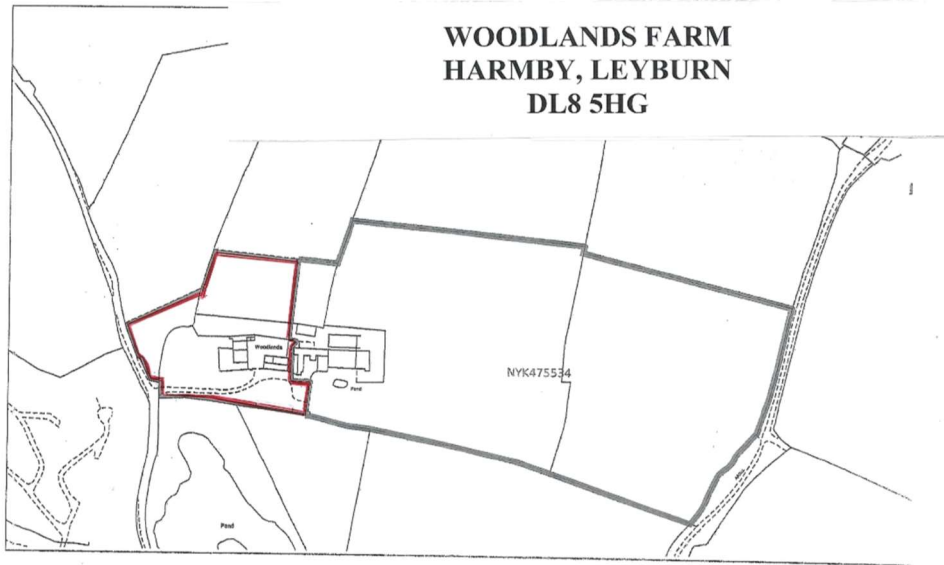 WOODLANDS FARM
HARMBY, LEYBURN
DL8 5HG
Woodlands
NYK475534
Pond
Pond